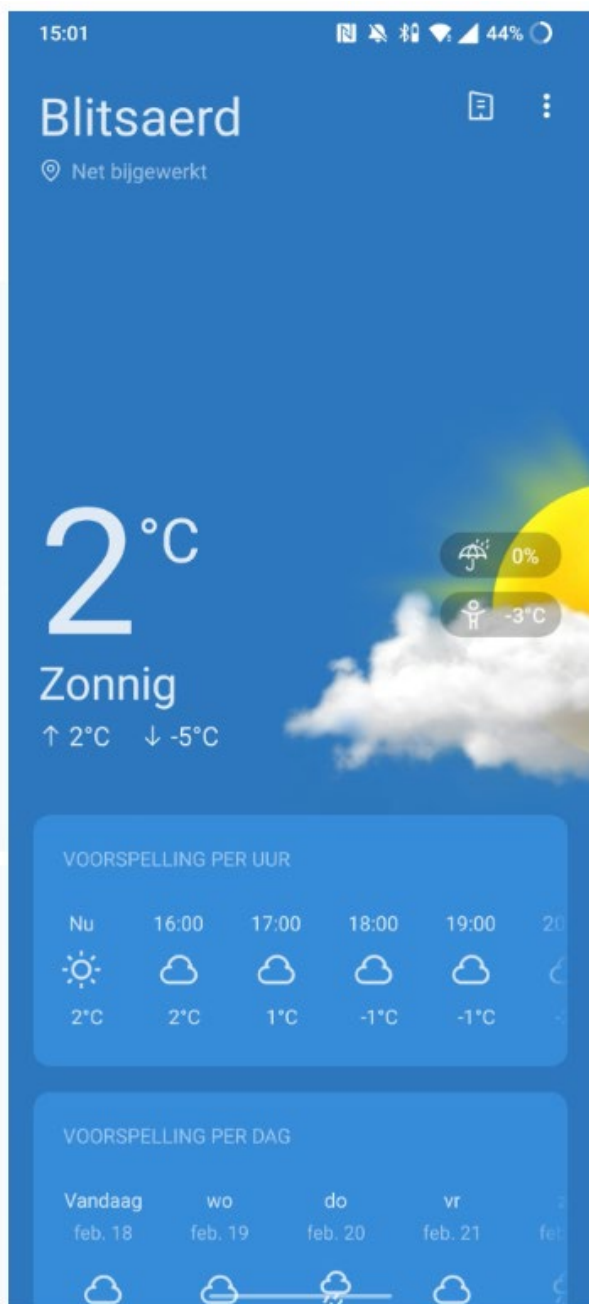 15:01 44%
Blitsaerd
Net bijgewerkt
2°C
0%
-3°C
Zonnig
↑ 2°C ↓ -5°C
VOORSPELLING PER UUR
Nu 16:00 17:00 18:00 19:00 20
2°C 2°C 1°C -1°C -1°C
VOORSPELLING PER DAG
Vandaag wo do vr
feb. 18 feb. 19 feb. 20 feb. 21